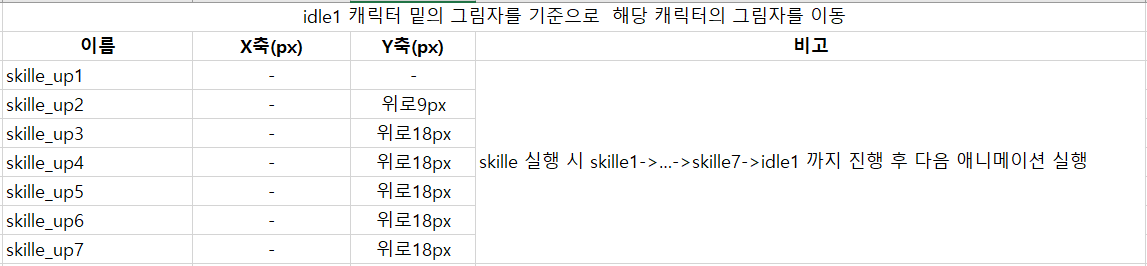 idle1 캐릭터 밑의 그림자를 기준으로 해당 캐릭터의 그림자를 이동
이름 X축(px) Y축(px) 비고
skille_up1 - -
skille_up2 - 위로9px
skille_up3 - 위로18px
skille_up4 - 위로18px skille 실행 시 skille1->...->skille7->idle1 까지 진행 후 다음 애니메이션 실행
skille_up5 - 위로18px
skille_up6 - 위로18px
skille_up7 - 위로18px